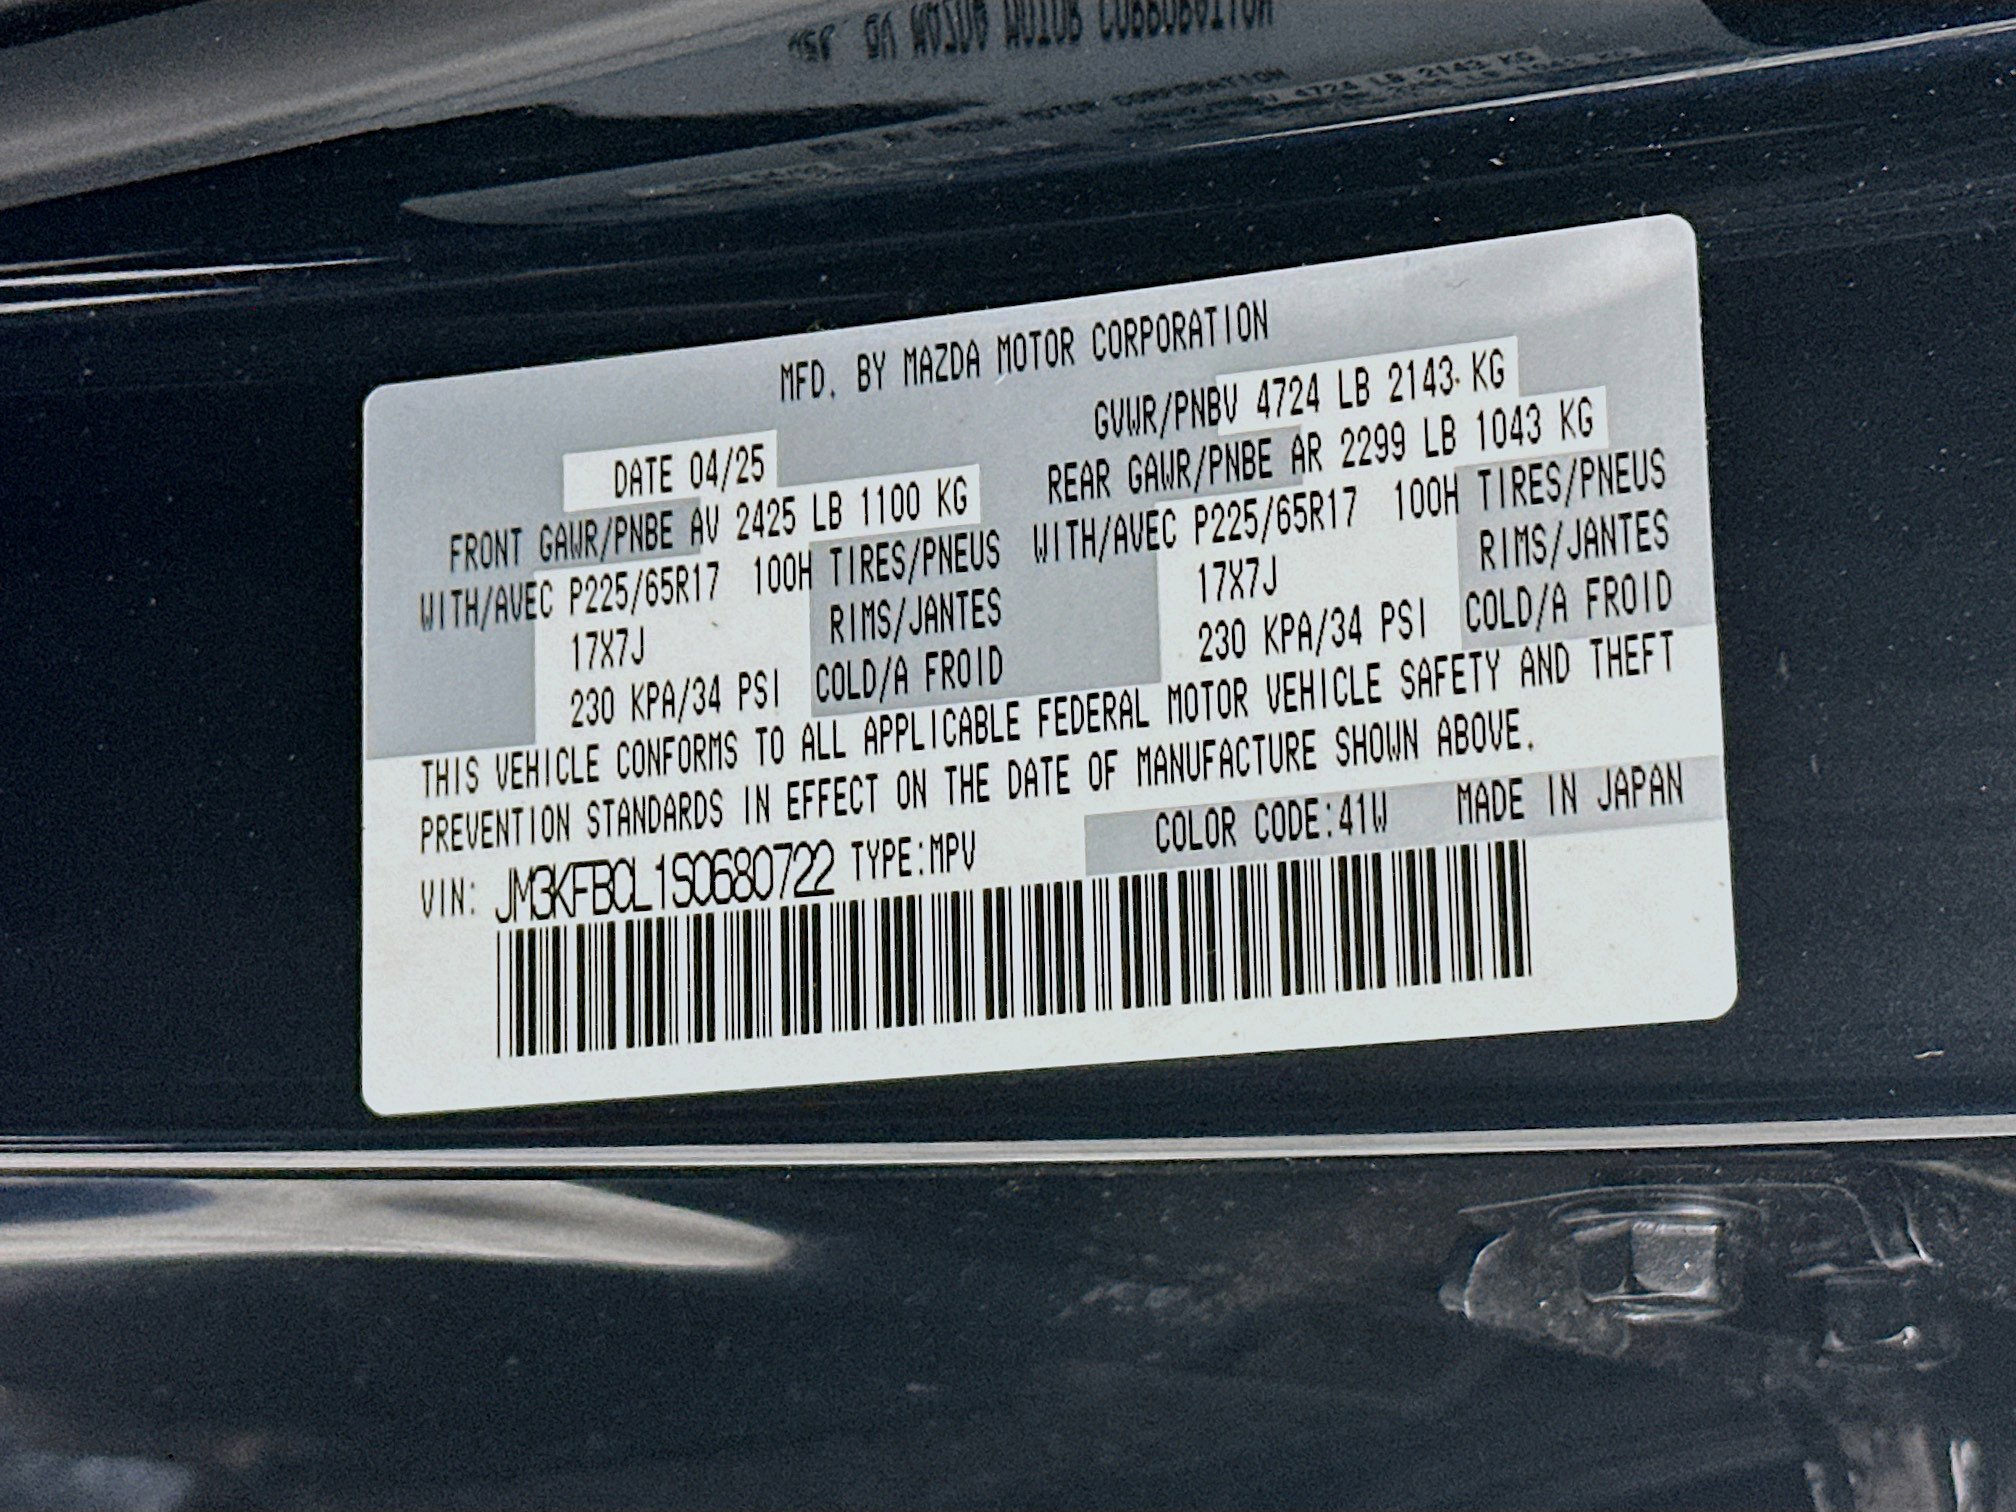 MFD. BY MAZDA MOTOR CORPORATION
DATE 04/25
GVWR/PNBV 4724 LB 2143 KG
FRONT GAWR/PNBE AV 2425 LB 1100 KG
REAR GAWR/PNBE AR 2299 LB 1043 KG
WITH/AVEC P225/65R17 100H TIRES/PNEUS
WITH/AVEC P225/65R17 100H TIRES/PNEUS
17X7J RIMS/JANTES
17X7J RIMS/JANTES
230 KPA/34 PSI COLD/A FROID
230 KPA/34 PSI COLD/A FROID
THIS VEHICLE CONFORMS TO ALL APPLICABLE FEDERAL MOTOR VEHICLE SAFETY AND THEFT
PREVENTION STANDARDS IN EFFECT ON THE DATE OF MANUFACTURE SHOWN ABOVE.
VIN: JM3KFBCL1S0680722 TYPE:MPV COLOR CODE:41W MADE IN JAPAN